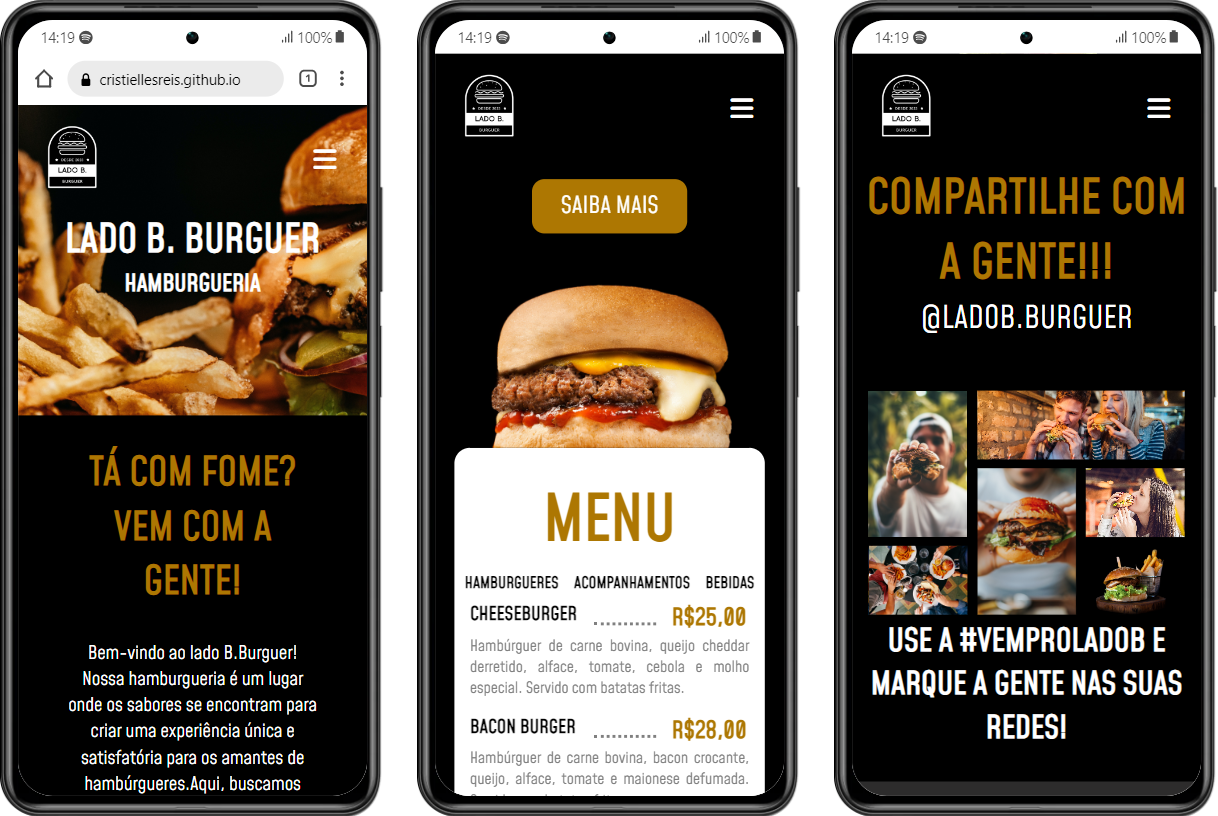 14:19
100%
cristiellesreis.github.io
1
DESDE 2023
LADO B.
BURGUER
LADO B. BURGUER
HAMBURGUERIA
TÁ COM FOME?
VEM COM A
GENTE!
Bem-vindo ao lado B.Burguer!
Nossa hamburgueria é um lugar
onde os sabores se encontram para
criar uma experiência única e
satisfatória para os amantes de
hambúrgueres.Aqui, buscamos
14:19
100%
DESDE 2023
LADO B.
BURGUER
SAIBA MAIS
MENU
HAMBURGUERES ACOMPANHAMENTOS BEBIDAS
CHEESEBURGER ........... R$25,00
Hambúrguer de carne bovina, queijo cheddar
derretido, alface, tomate, cebola e molho
especial. Servido com batatas fritas.
BACON BURGER ........... R$28,00
Hambúrguer de carne bovina, bacon crocante,
queijo, alface, tomate e maionese defumada.
14:19
100%
DESDE 2023
LADO B.
BURGUER
COMPARTILHE COM
A GENTE!!!
@LADOB.BURGUER
USE A #VEMPROLADOB E
MARQUE A GENTE NAS SUAS
REDES!